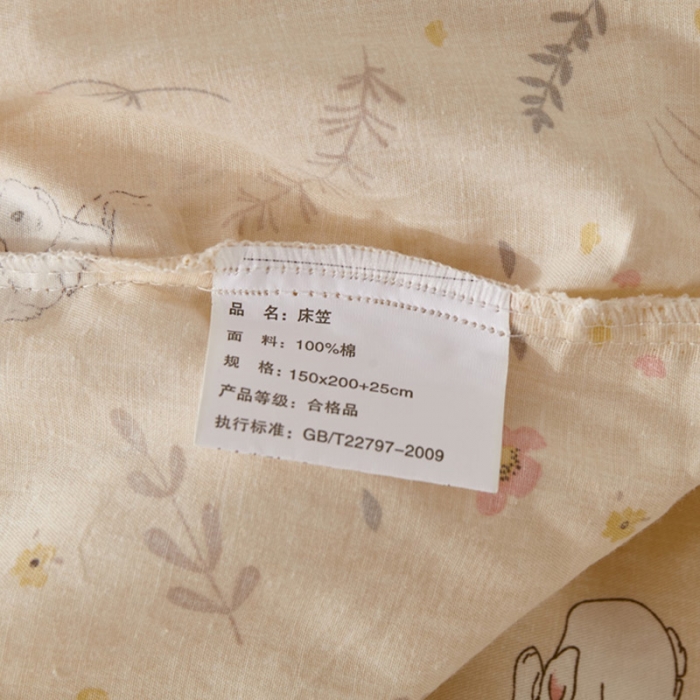 品 名：床笠
面 料：100%棉
规 格：150x200+25cm
产品等级：合格品
执行标准：GB/T22797-2009